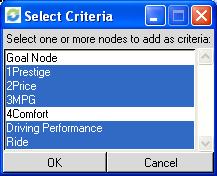 Select Criteria
Select one or more nodes to add as criteria:
Goal Node
1Prestige
2Price
3MPG
4Comfort
Driving Performance
Ride
OK Cancel